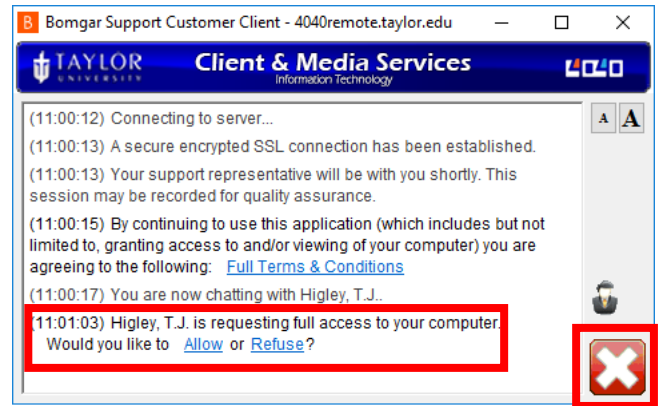 B Bomgar Support Customer Client - 4040remote.taylor.edu
TAYLOR
UNIVERSITY
Client & Media Services
Information Technology
(11:00:12) Connecting to server...
(11:00:13) A secure encrypted SSL connection has been established.
(11:00:13) Your support representative will be with you shortly. This
session may be recorded for quality assurance.
(11:00:15) By continuing to use this application (which includes but not
limited to, granting access to and/or viewing of your computer) you are
agreeing to the following: Full Terms & Conditions
(11:00:17) You are now chatting with Higley, T.J..
(11:01:03) Higley, T.J. is requesting full access to your computer.
Would you like to Allow or Refuse?
A A